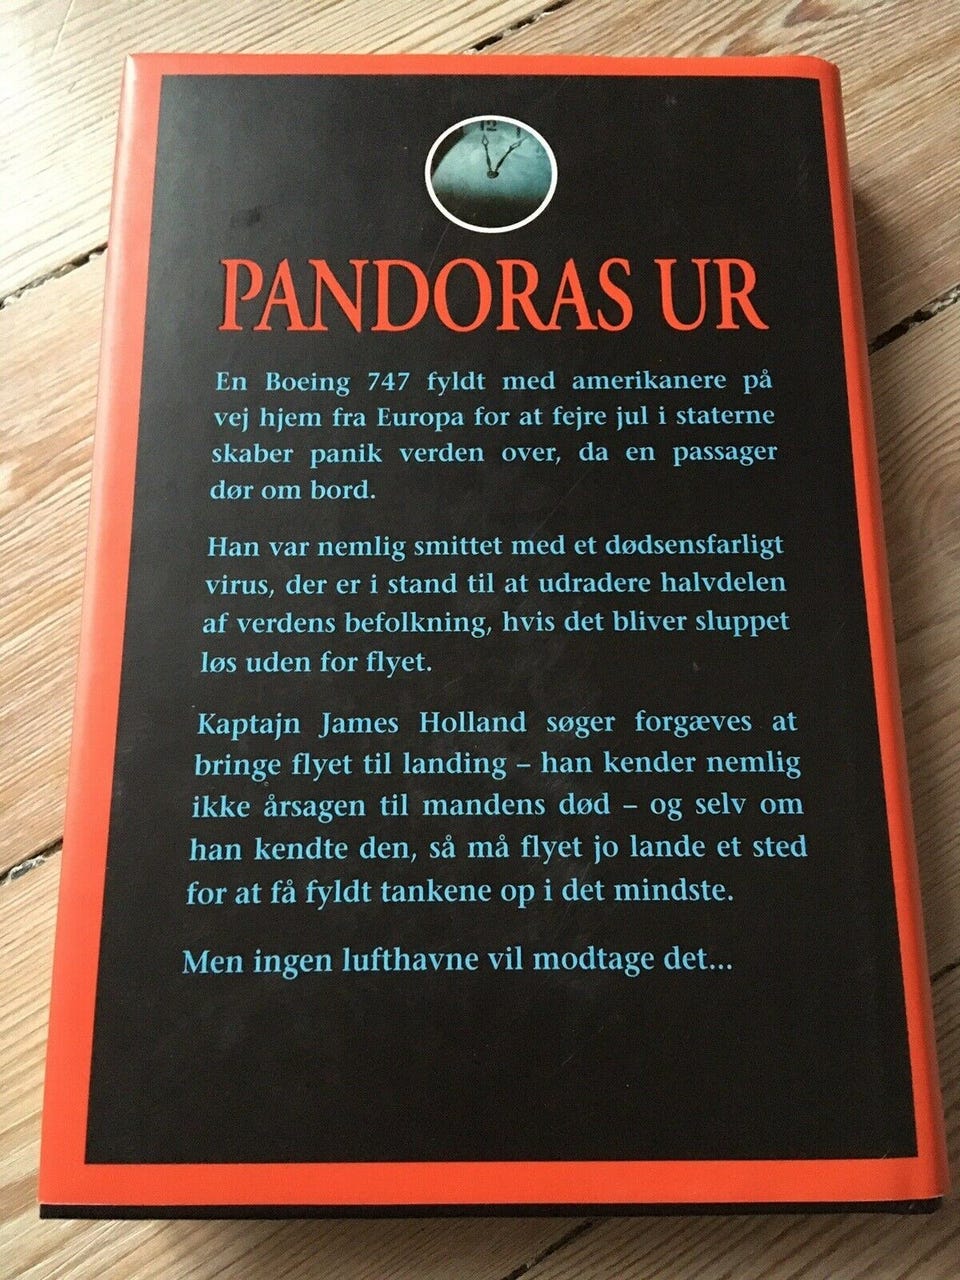 12
PANDORAS UR
En Boeing 747 fyldt med amerikanere på
vej hjem fra Europa for at fejre jul i staterne
skaber panik verden over, da en passager
dør om bord.
Han var nemlig smittet med et dødsensfarligt
virus, der er i stand til at udradere halvdelen
af verdens befolkning, hvis det bliver sluppet
løs uden for flyet.
Kaptajn James Holland søger forgæves at
bringe flyet til landing – han kender nemlig
ikke årsagen til mandens død – og selv om
han kendte den, så må flyet jo lande et sted
for at få fyldt tankene op i det mindste.
Men ingen lufthavne vil modtage det...